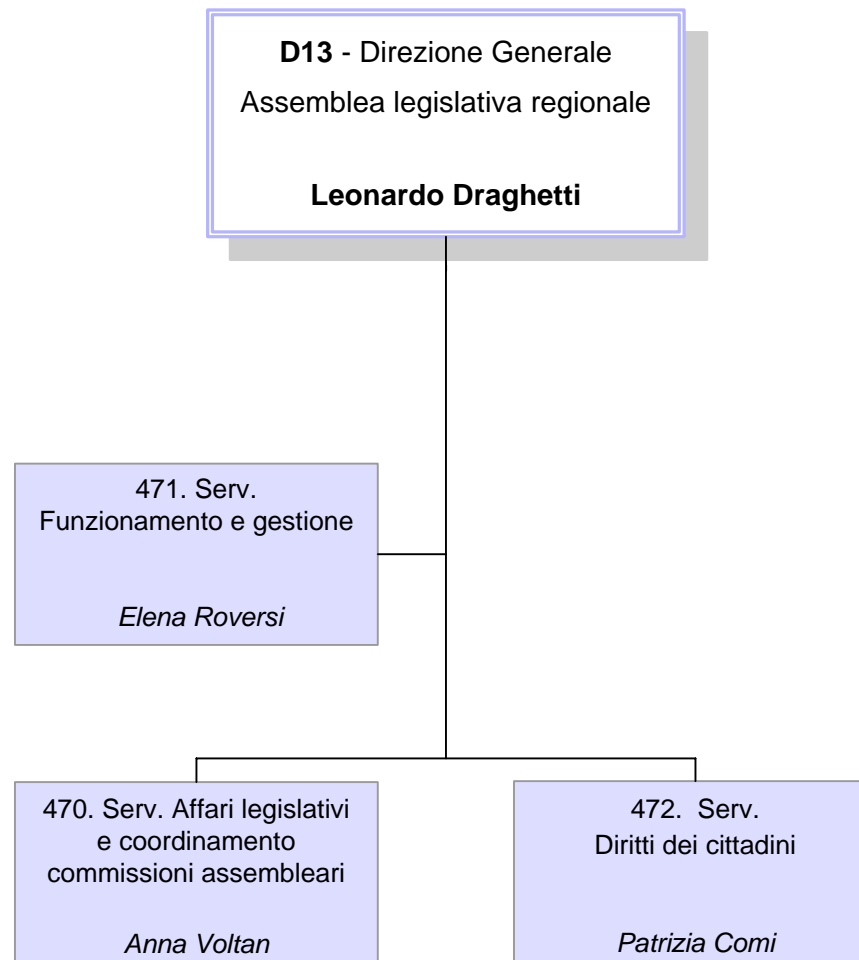 D13 - Direzione Generale
Assemblea legislativa regionale
Leonardo Draghetti
471. Serv.
Funzionamento e gestione
Elena Roversi
470. Serv. Affari legislativi
e coordinamento
commissioni assembleari
Anna Voltan
472. Serv.
Diritti dei cittadini
Patrizia Comi